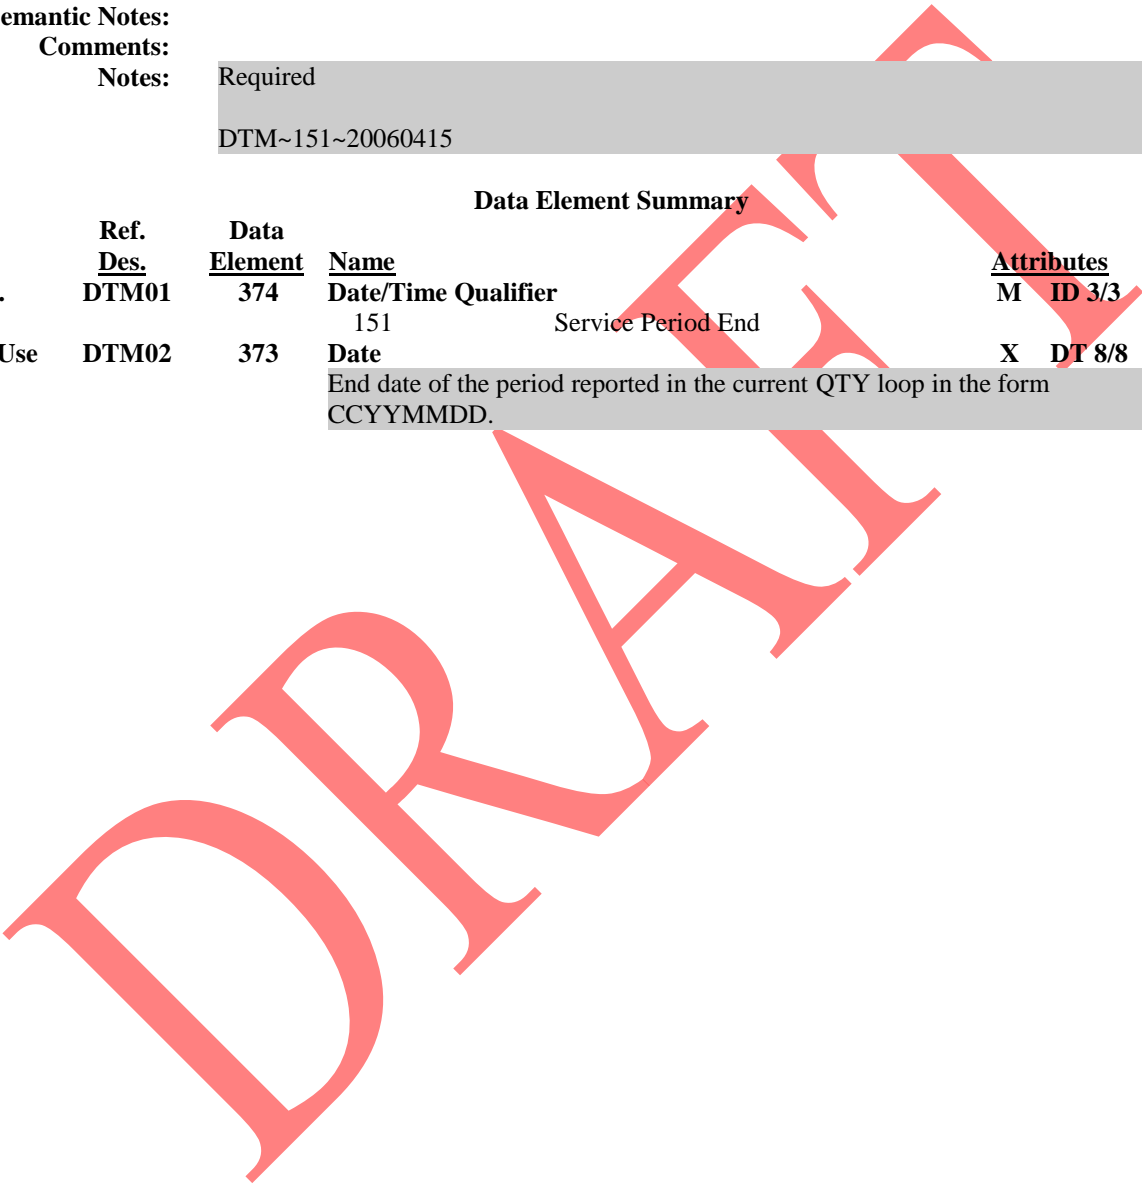 emantic Notes:
Comments:
Notes: Required
DTM~151~20060415
Data Element Summary
Ref. Data
Des. Element Name Attributes
. DTM01 374 Date/Time Qualifier M ID 3/3
151 Service Period End
Use DTM02 373 Date X DT 8/8
End date of the period reported in the current QTY loop in the form
CCYYMMDD.
DRAFT